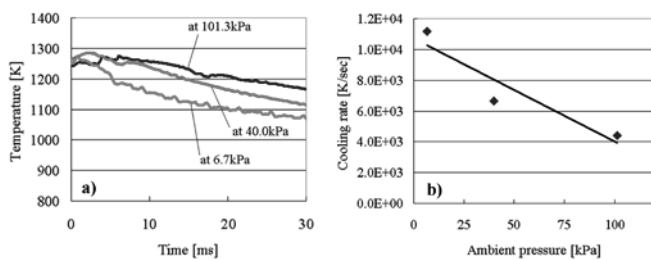 1400
1300
1200
1100
1000
900
800
Temperature [K]
at 101.3kPa
at 40.0kPa
at 6.7kPa
a)
0
10
20
30
Time [ms]
1.2E+04
1.0E+04
8.0E+03
6.0E+03
4.0E+03
2.0E+03
0.0E+00
Cooling rate [K/sec]
b)
0
25
50
75
100
Ambient pressure [kPa]